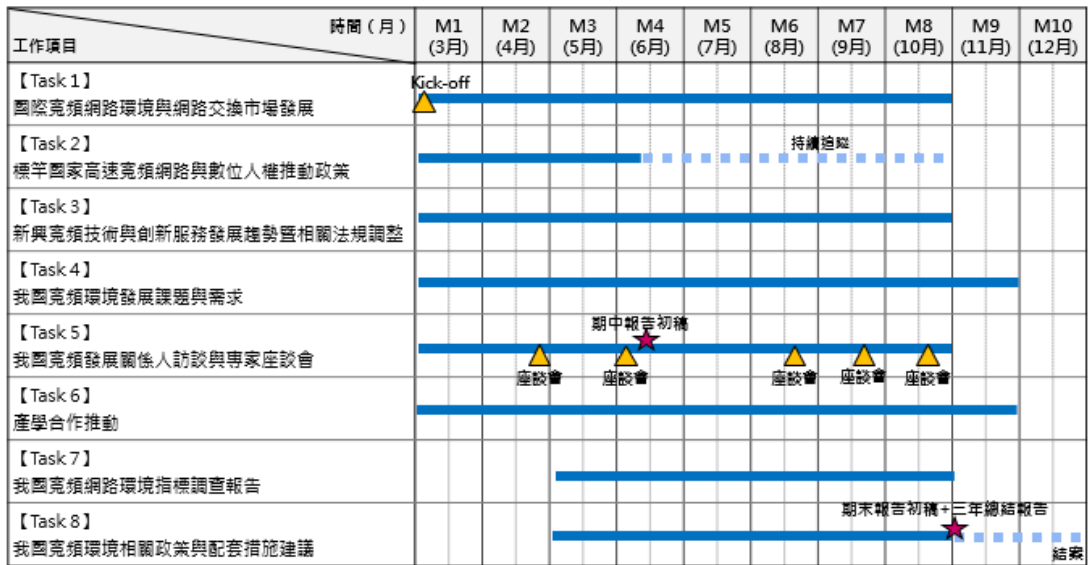 時間（月）
工作項目
M1 M2 M3 M4 M5 M6 M7 M8 M9 M10
(3月) (4月) (5月) (6月) (7月) (8月) (9月) (10月) (11月) (12月)
【Task 1】
國際寬頻網路環境與網路交換市場發展
Kick-off
【Task 2】
標竿國家高速寬頻網路與數位人權推動政策
持續追蹤
【Task 3】
新興寬頻技術與創新服務發展趨勢暨相關法規調整
【Task 4】
我國寬頻環境發展課題與需求
【Task 5】
我國寬頻發展關係人訪談與專家座談會
期中報告初稿
座談會 座談會 座談會 座談會 座談會
【Task 6】
產學合作推動
【Task 7】
我國寬頻網路環境指標調查報告
【Task 8】
我國寬頻環境相關政策與配套措施建議
期末報告初稿+三年總結報告
結案